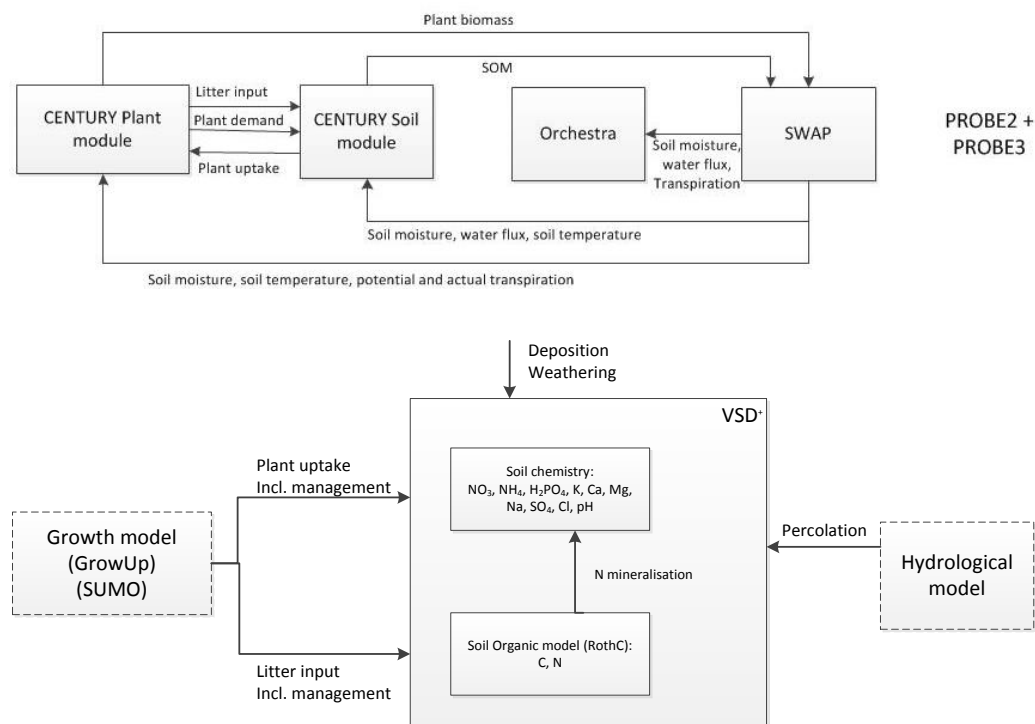 Plant biomass
SOM
Litter input
CENTURY Plant
module
Plant demand
Plant uptake
CENTURY Soil
module
Orchestra
Soil moisture,
water flux,
Transpiration
SWAP
PROBE2 +
PROBE3
Soil moisture, water flux, soil temperature
Soil moisture, soil temperature, potential and actual transpiration
Deposition
Weathering
VSD+
Plant uptake
Incl. management
Soil chemistry:
NO3, NH4, H2PO4, K, Ca, Mg,
Na, SO4, Cl, pH
Growth model
(GrowUp)
(SUMO)
N mineralisation
Percolation
Hydrological
model
Soil Organic model (RothC):
C, N
Litter input
Incl. management